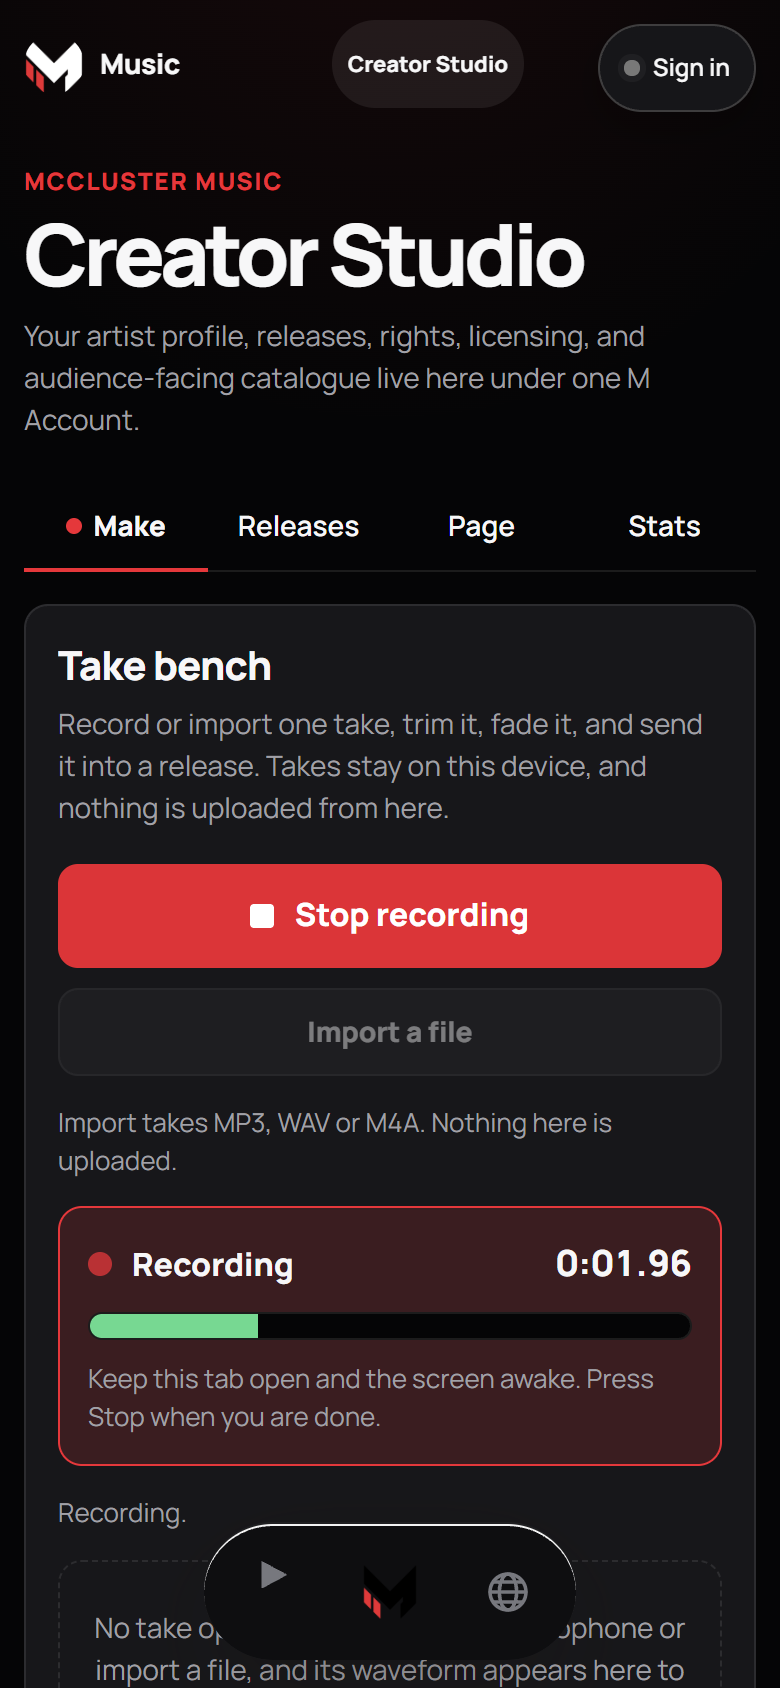 Music
Creator Studio
Sign in
MCCLUSTER MUSIC
Creator Studio
Your artist profile, releases, rights, licensing, and
audience-facing catalogue live here under one M
Account.
Make
Releases
Page
Stats
Take bench
Record or import one take, trim it, fade it, and send
it into a release. Takes stay on this device, and
nothing is uploaded from here.
Stop recording
Import a file
Import takes MP3, WAV or M4A. Nothing here is
uploaded.
Recording
0:01.96
Keep this tab open and the screen awake. Press
Stop when you are done.
Recording.
No take or
import a file, and its waveform appears here to